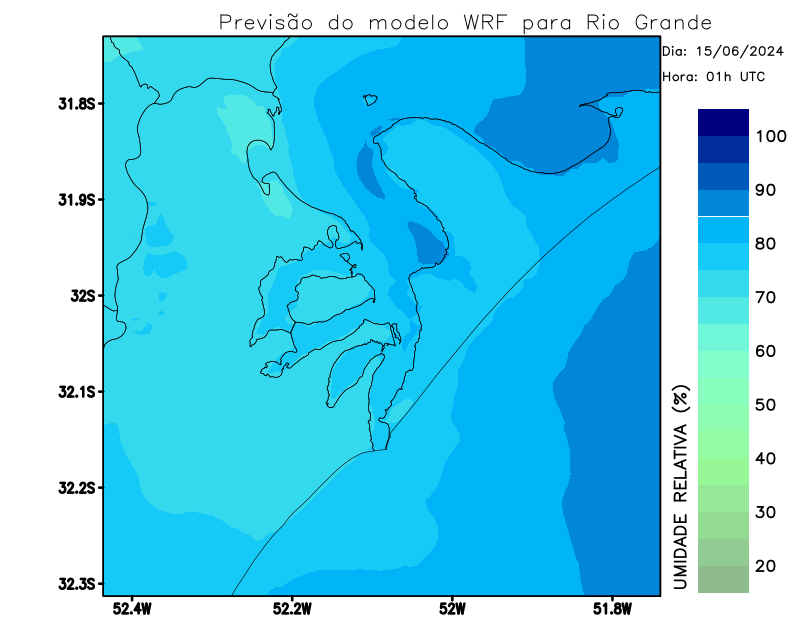 Previsão do modelo WRF para Rio Grande
Dia: 15/06/2024
Hora: 01h UTC
31.8S
31.9S
32S
32.1S
32.2S
32.3S
52.4W
52.2W
52W
51.8W
100
90
80
70
60
50
40
30
20
UMIDADE RELATIVA (%)